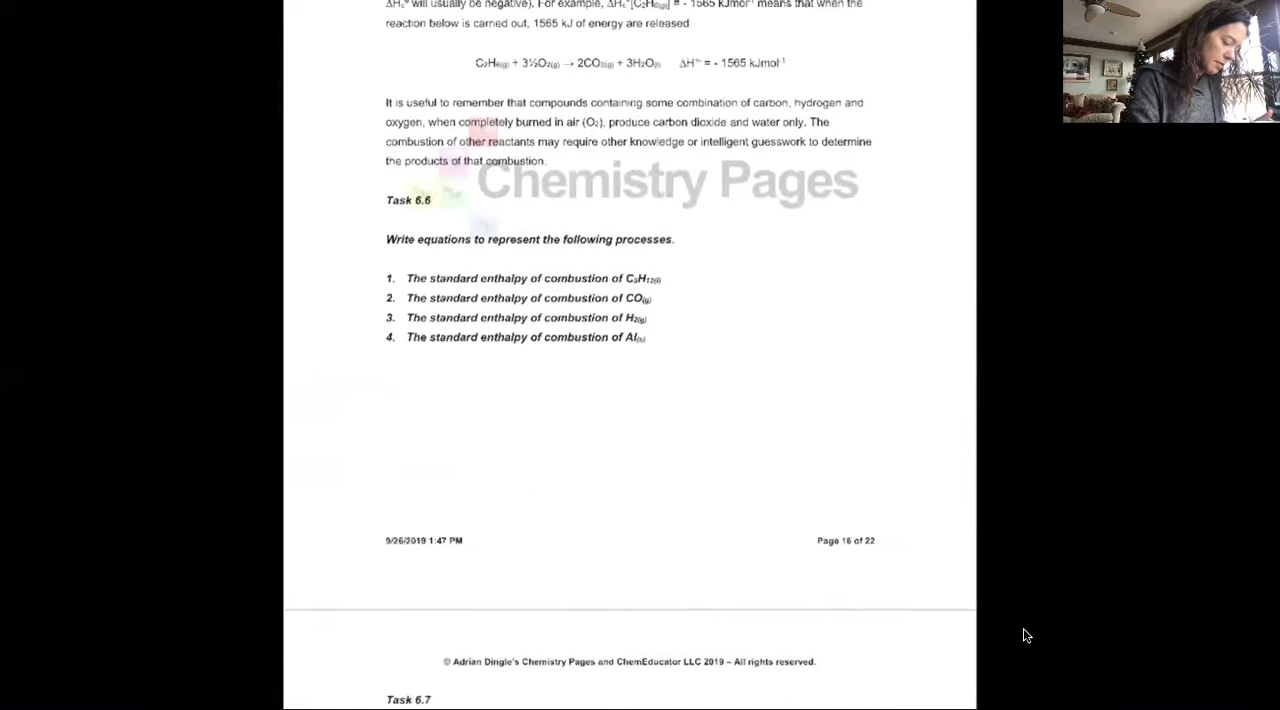 ΔHc° will usually be negative). For example, ΔHc°[C2H6(g)] = - 1565 kJmol-1 means that when the
reaction below is carried out, 1565 kJ of energy are released
C2H6(g) + 3½O2(g) → 2CO2(g) + 3H2O(l) ΔH° = - 1565 kJmol-1
It is useful to remember that compounds containing some combination of carbon, hydrogen and
oxygen, when completely burned in air (O2), produce carbon dioxide and water only. The
combustion of other reactants may require other knowledge or intelligent guesswork to determine
the products of that combustion.
Chemistry Pages
Task 6.6
Write equations to represent the following processes.
1. The standard enthalpy of combustion of C5H12(l)
2. The standard enthalpy of combustion of CO(g)
3. The standard enthalpy of combustion of H2(g)
4. The standard enthalpy of combustion of Al(s)
9/26/2019 1:47 PM Page 16 of 22
© Adrian Dingle's Chemistry Pages and ChemEducator LLC 2019 – All rights reserved.
Task 6.7